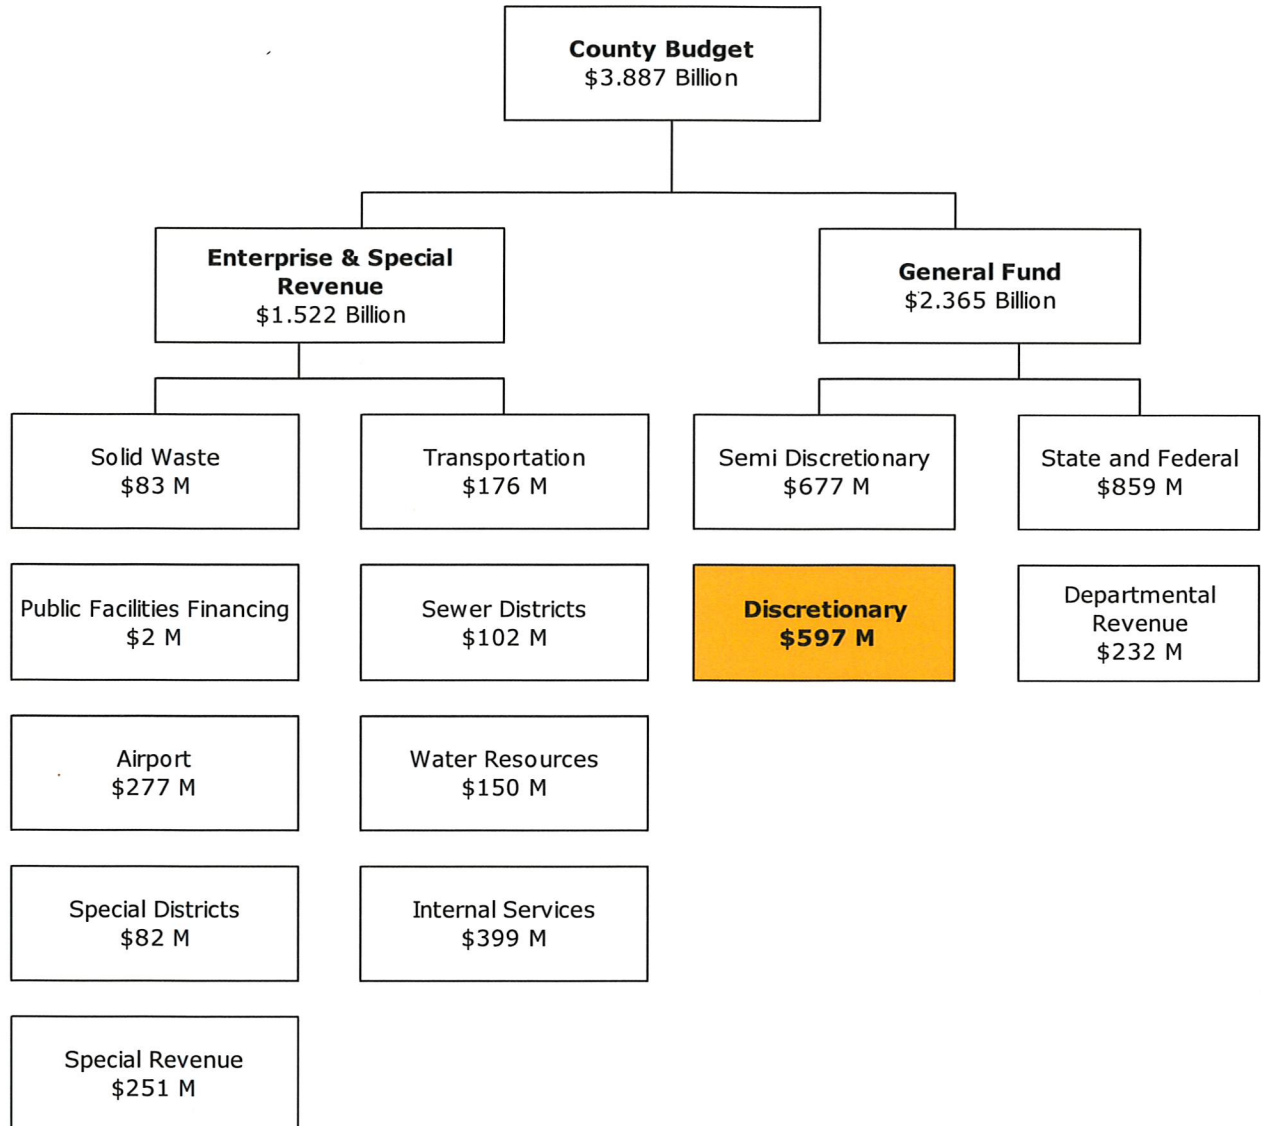 County Budget
$3.887 Billion
Enterprise & Special
Revenue
$1.522 Billion
General Fund
$2.365 Billion
Solid Waste
$83 M
Transportation
$176 M
Semi Discretionary
$677 M
State and Federal
$859 M
Public Facilities Financing
$2 M
Sewer Districts
$102 M
Discretionary
$597 M
Departmental
Revenue
$232 M
Airport
$277 M
Water Resources
$150 M
Special Districts
$82 M
Internal Services
$399 M
Special Revenue
$251 M